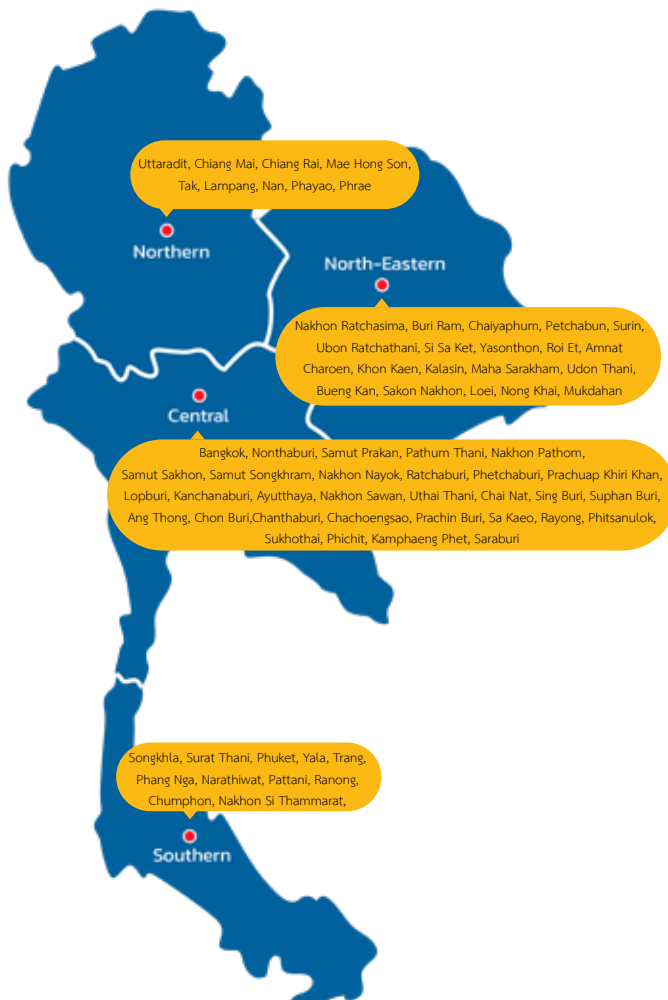 Uttaradit, Chiang Mai, Chiang Rai, Mae Hong Son,
Tak, Lampang, Nan, Phayao, Phrae
Northern
North-Eastern
Nakhon Ratchasima, Buri Ram, Chaiyaphum, Petchabun, Surin,
Ubon Ratchathani, Si Sa Ket, Yasonthon, Roi Et, Amnat
Charoen, Khon Kaen, Kalasin, Maha Sarakham, Udon Thani,
Bueng Kan, Sakon Nakhon, Loei, Nong Khai, Mukdahan
Central
Bangkok, Nonthaburi, Samut Prakan, Pathum Thani, Nakhon Pathom,
Samut Sakhon, Samut Songkhram, Nakhon Nayok, Ratchaburi, Phetchaburi, Prachuap Khiri Khan,
Lopburi, Kanchanaburi, Ayutthaya, Nakhon Sawan, Uthai Thani, Chai Nat, Sing Buri, Suphan Buri,
Ang Thong, Chon Buri,Chanthaburi, Chachoengsao, Prachin Buri, Sa Kaeo, Rayong, Phitsanulok,
Sukhothai, Phichit, Kamphaeng Phet, Saraburi
Songkhla, Surat Thani, Phuket, Yala, Trang,
Phang Nga, Narathiwat, Pattani, Ranong,
Chumphon, Nakhon Si Thammarat,
Southern